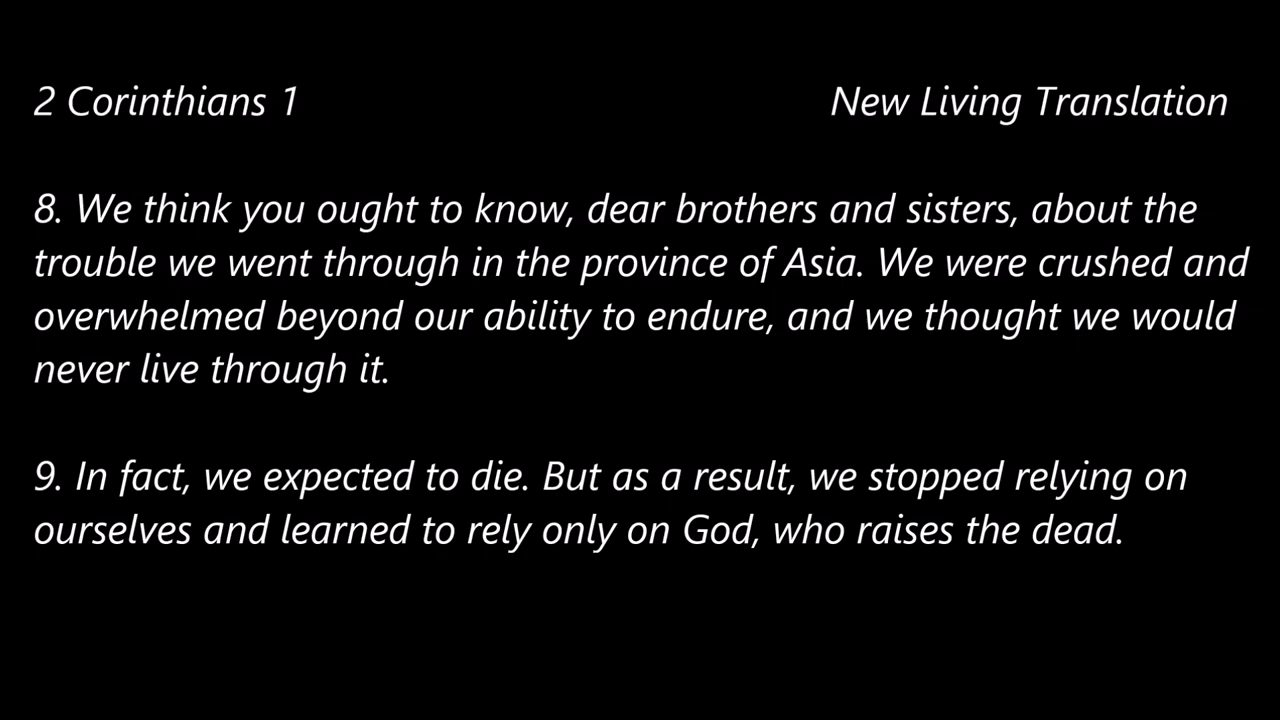 2 Corinthians 1 New Living Translation
8. We think you ought to know, dear brothers and sisters, about the
trouble we went through in the province of Asia. We were crushed and
overwhelmed beyond our ability to endure, and we thought we would
never live through it.
9. In fact, we expected to die. But as a result, we stopped relying on
ourselves and learned to rely only on God, who raises the dead.